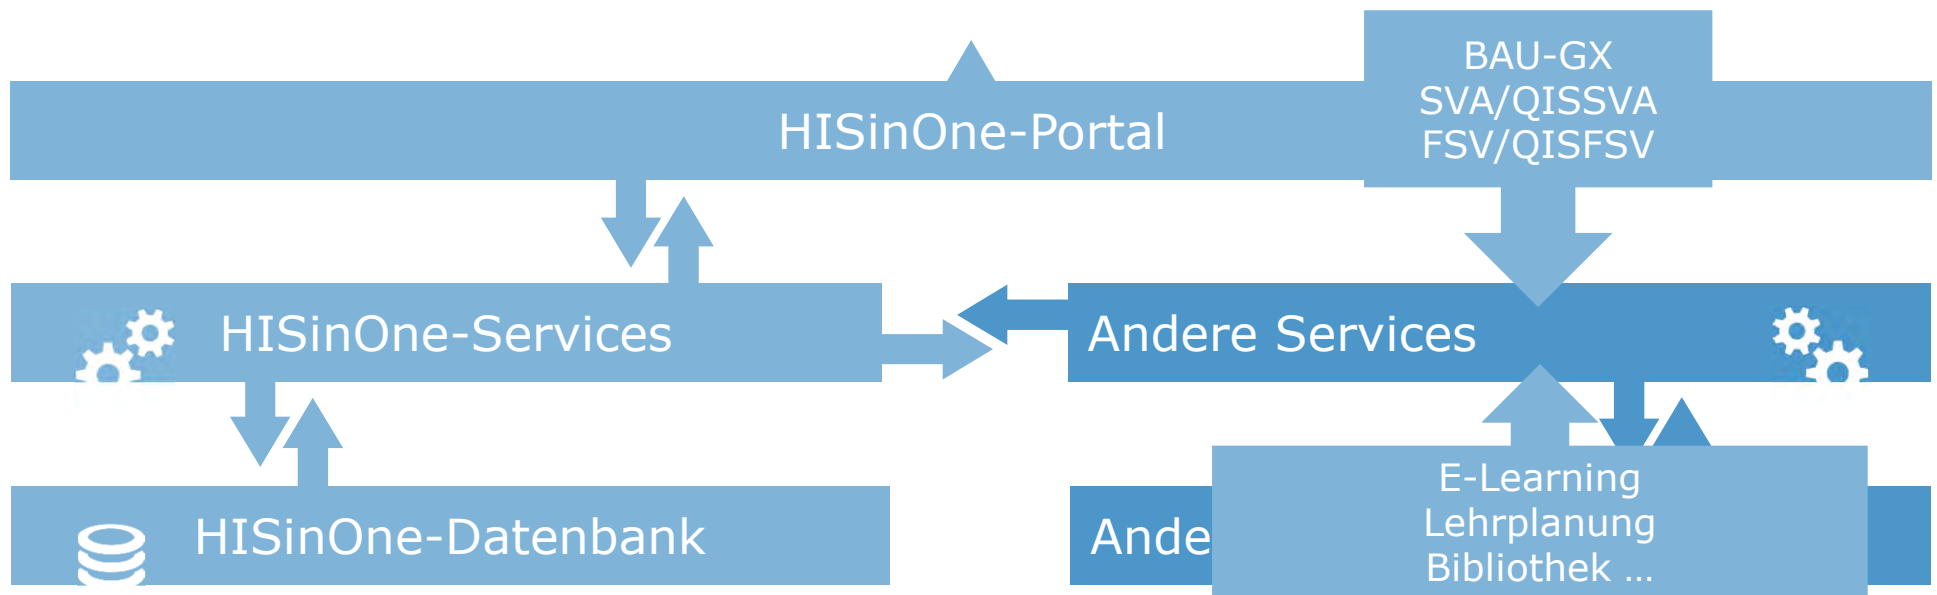 BAU-GX
SVA/QISSVA
FSV/QISFSV
HISinOne-Portal
HISinOne-Services
Andere Services
HISinOne-Datenbank
Ande
E-Learning
Lehrplanung
Bibliothek …